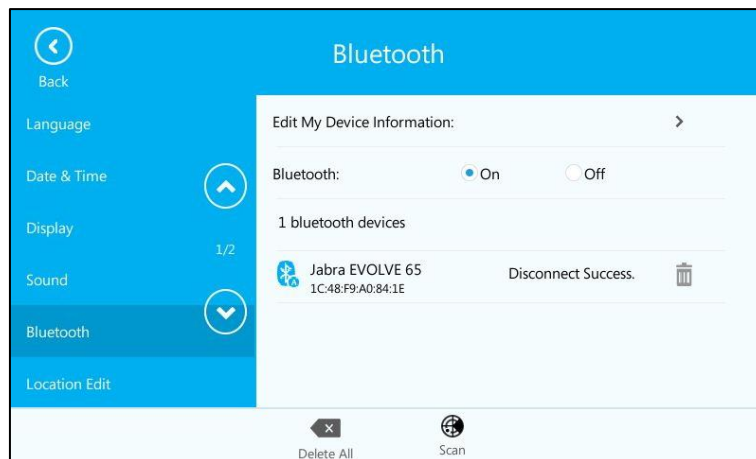 Back
Bluetooth
Language
Date & Time
Display
1/2
Sound
Bluetooth
Location Edit
Edit My Device Information:
Bluetooth: On Off
1 bluetooth devices
Jabra EVOLVE 65 Disconnect Success.
1C:48:F9:A0:84:1E
Delete All Scan